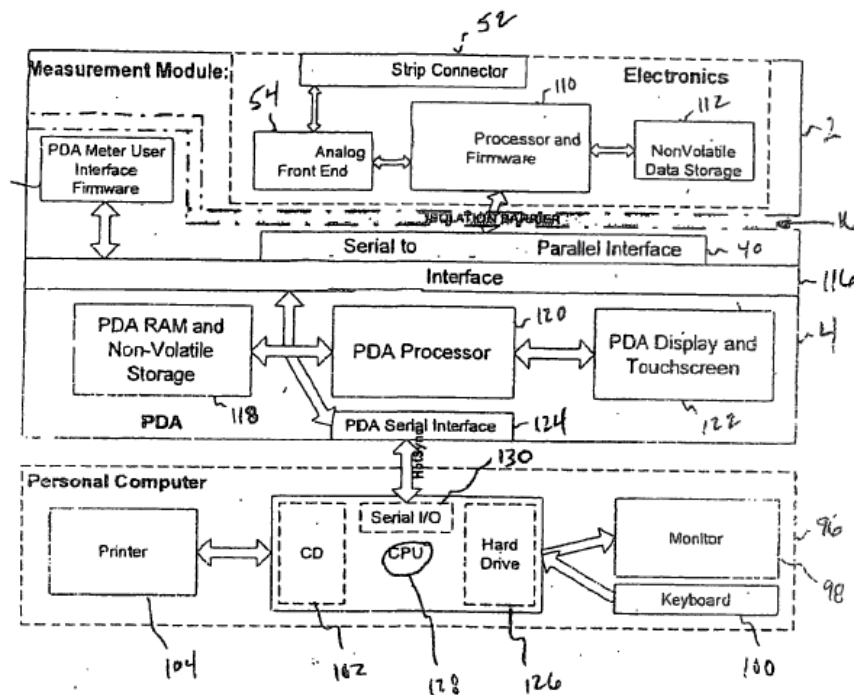 52
Measurement Module:
Strip Connector
Electronics
110
54
112
2
Analog
Front End
Processor and
Firmware
NonVolatile
Data Storage
PDA Meter User
Interface
Firmware
ISOLATION BARRIER
Serial to Parallel Interface
40
Interface
116
120
PDA RAM and
Non-Volatile
Storage
PDA Processor
PDA Display and
Touchscreen
4
118
PDA
124
122
PDA Serial Interface
HotSync
130
Personal Computer
Serial I/O
Printer
CD
CPU
Hard
Drive
Monitor
96
98
Keyboard
104
102
128
126
100